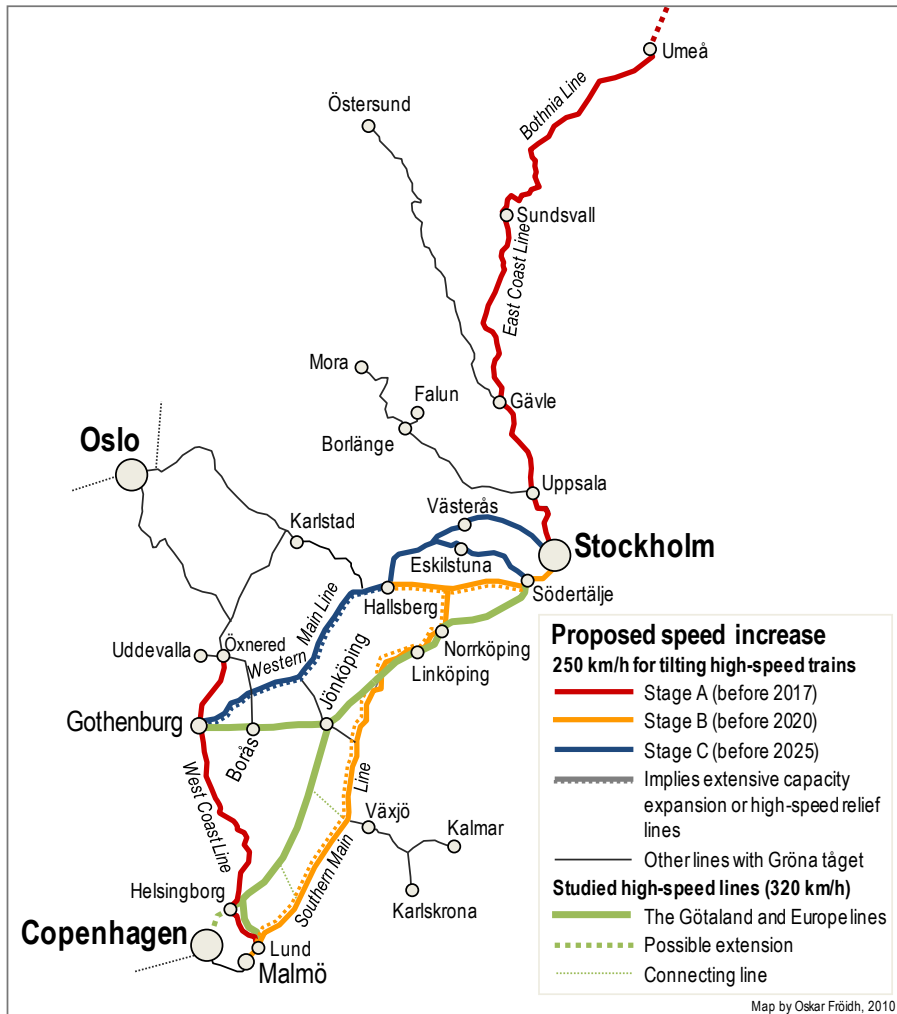 Umeå
Bothnia Line
Östersund
Sundsvall
East Coast Line
Mora
Falun
Gävle
Borlänge
Oslo
Uppsala
Västerås
Karlstad
Stockholm
Eskilstuna
Södertälje
Hallsberg
Western Main Line
Norrköping
Uddevalla
Öxnered
Linköping
Jönköping
Gothenburg
Borås
West Coast Line
Southern Main Line
Växjö
Kalmar
Helsingborg
Karlskrona
Copenhagen
Lund
Malmö
Proposed speed increase
250 km/h for tilting high-speed trains
Stage A (before 2017)
Stage B (before 2020)
Stage C (before 2025)
Implies extensive capacity
expansion or high-speed relief
lines
Other lines with Gröna tåget
Studied high-speed lines (320 km/h)
The Götaland and Europe lines
Possible extension
Connecting line
Map by Oskar Fröidh, 2010